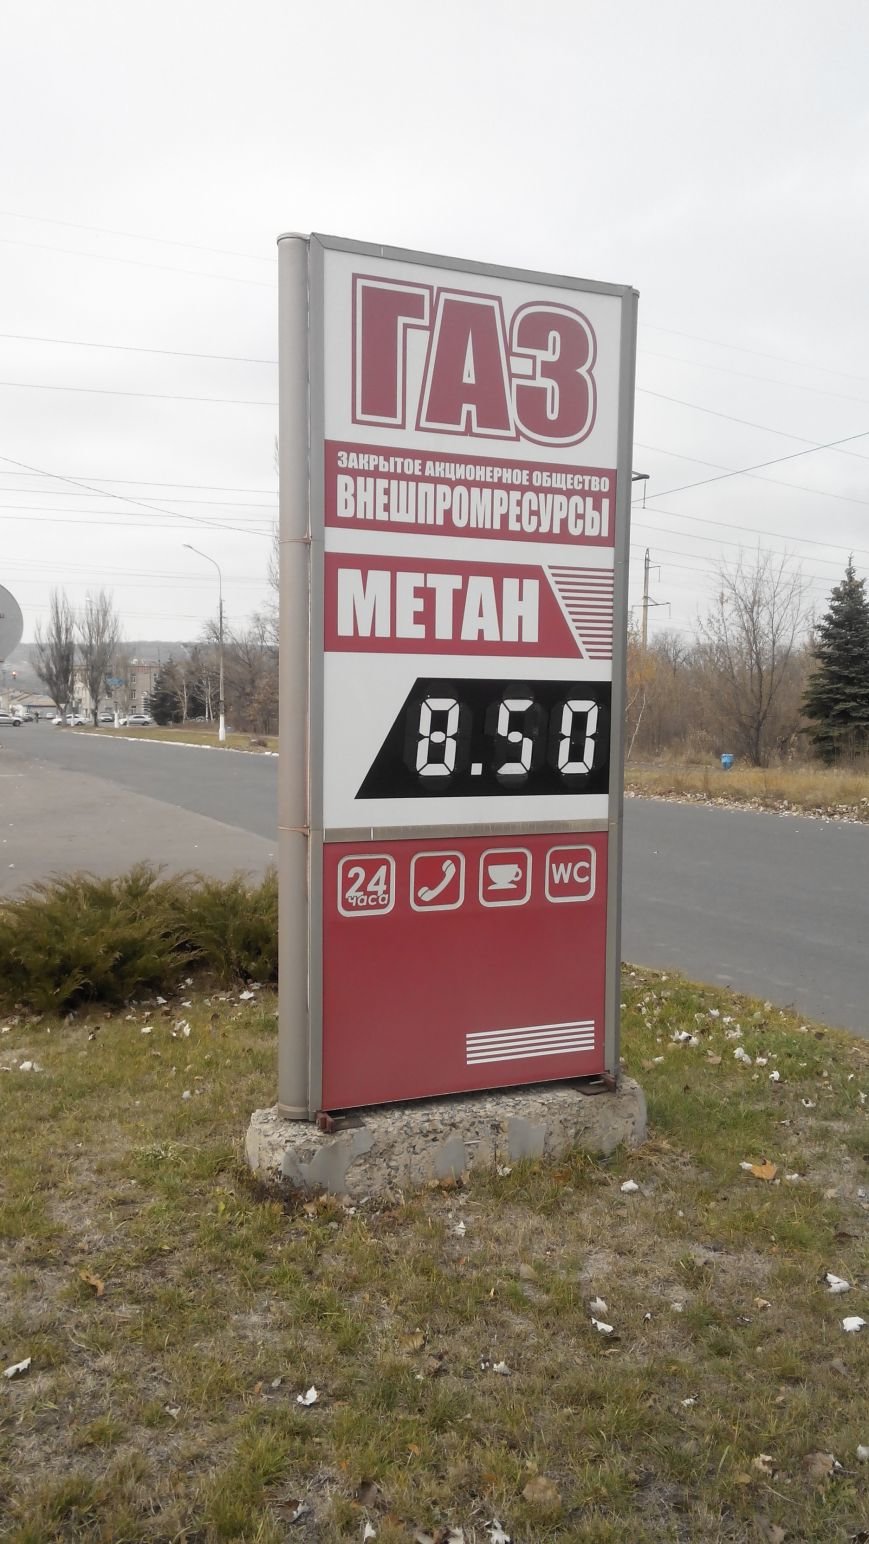 ГАЗ
ЗАКРЫТОЕ АКЦИОНЕРНОЕ ОБЩЕСТВО
ВНЕШПРОМРЕСУРСЫ
МЕТАН
8.50
24 WC
часа